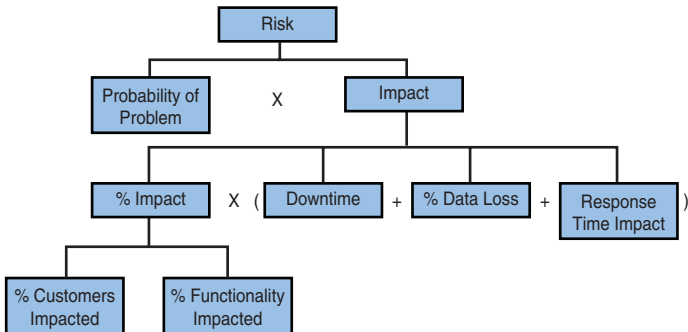 Risk
Probability of
Problem
X
Impact
% Impact
X
(
Downtime
+
% Data Loss
+
Response
Time Impact
)
% Customers
Impacted
% Functionality
Impacted